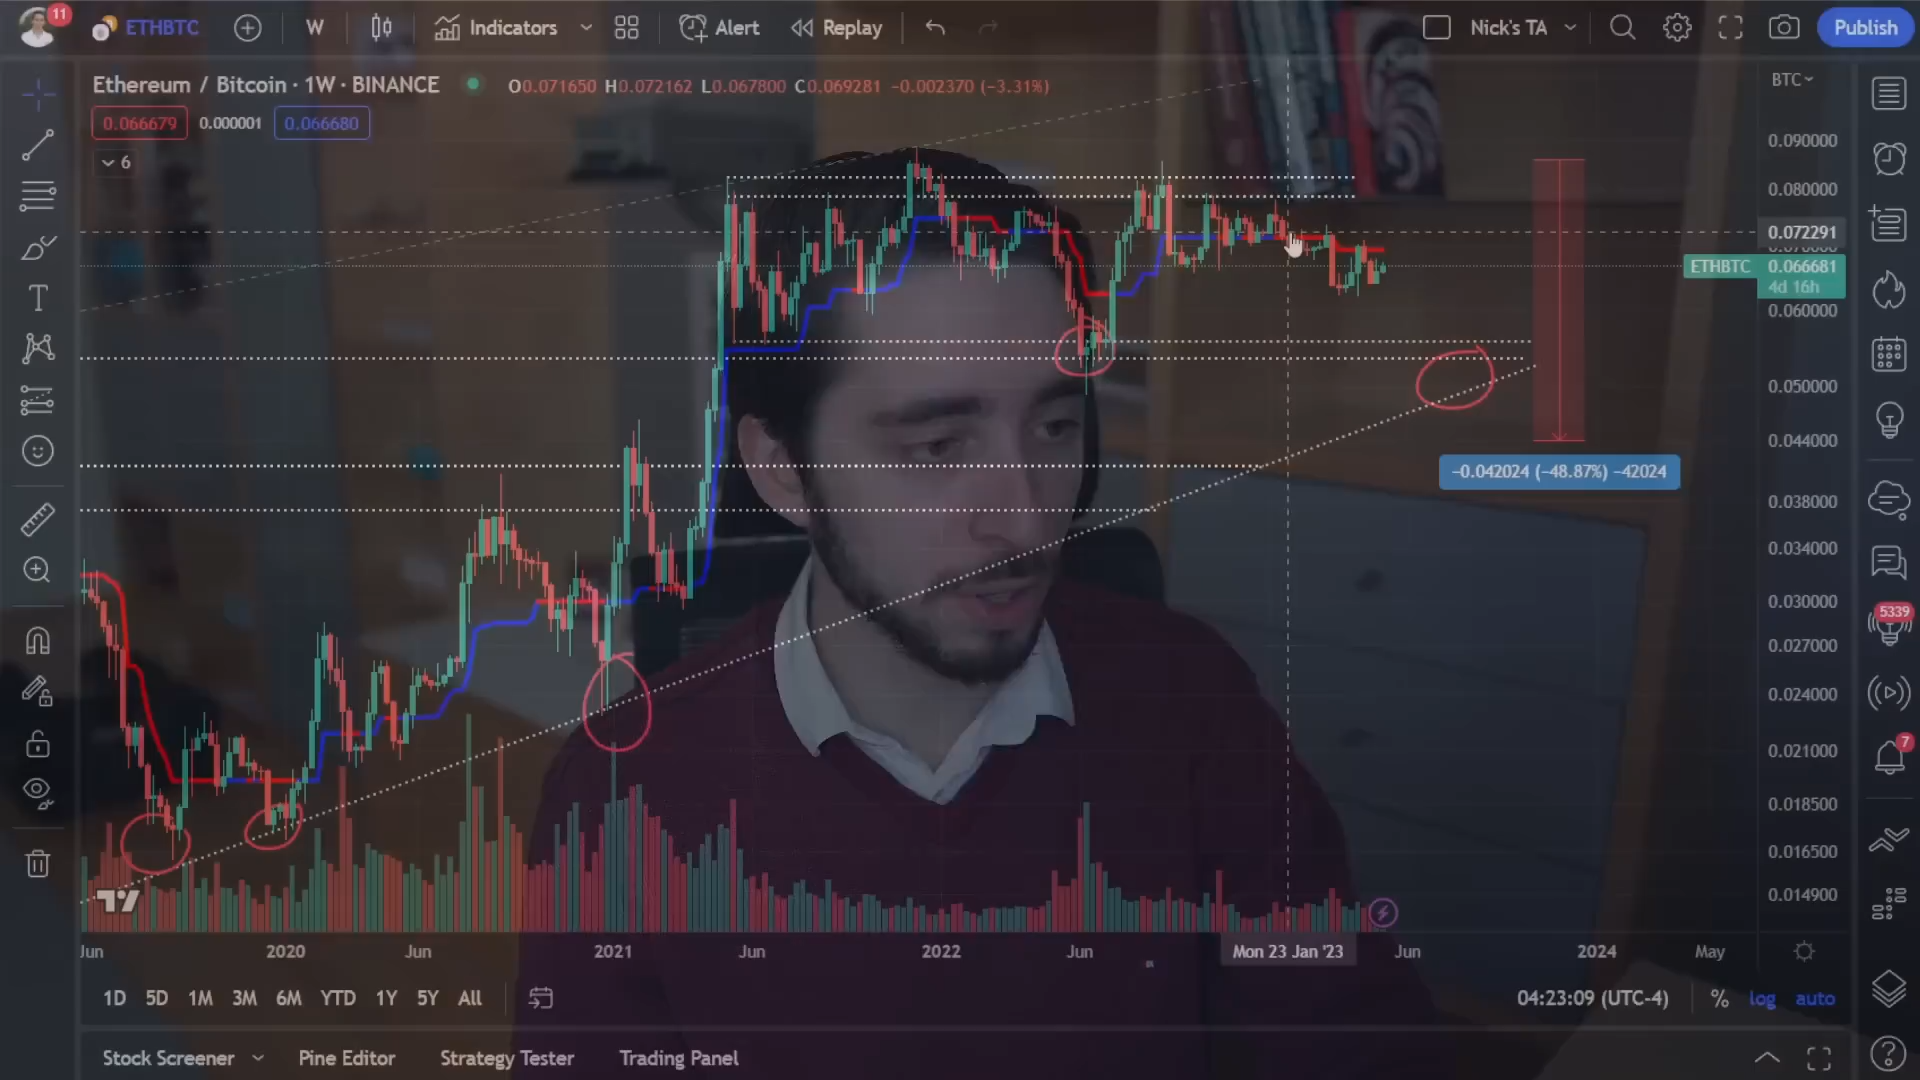 11
ETHBTC
W
Indicators
Alert
Replay
Nick's TA
Publish
Ethereum / Bitcoin · 1W · BINANCE
O0.071650 H0.072162 L0.067800 C0.069281 −0.002370 (−3.31%)
BTC
0.066679
0.000001
0.066680
6
0.090000
0.080000
0.072291
ETHBTC
0.066681
4d 16h
0.060000
0.050000
0.044000
−0.042024 (−48.87%) −42024
0.038000
0.034000
0.030000
5339
0.027000
0.024000
0.021000
7
0.018500
0.016500
0.014900
Jun
2020
Jun
2021
Jun
2022
Jun
Mon 23 Jan '23
Jun
2024
May
1D
5D
1M
3M
6M
YTD
1Y
5Y
All
04:23:09 (UTC-4)
%
log
auto
Stock Screener
Pine Editor
Strategy Tester
Trading Panel